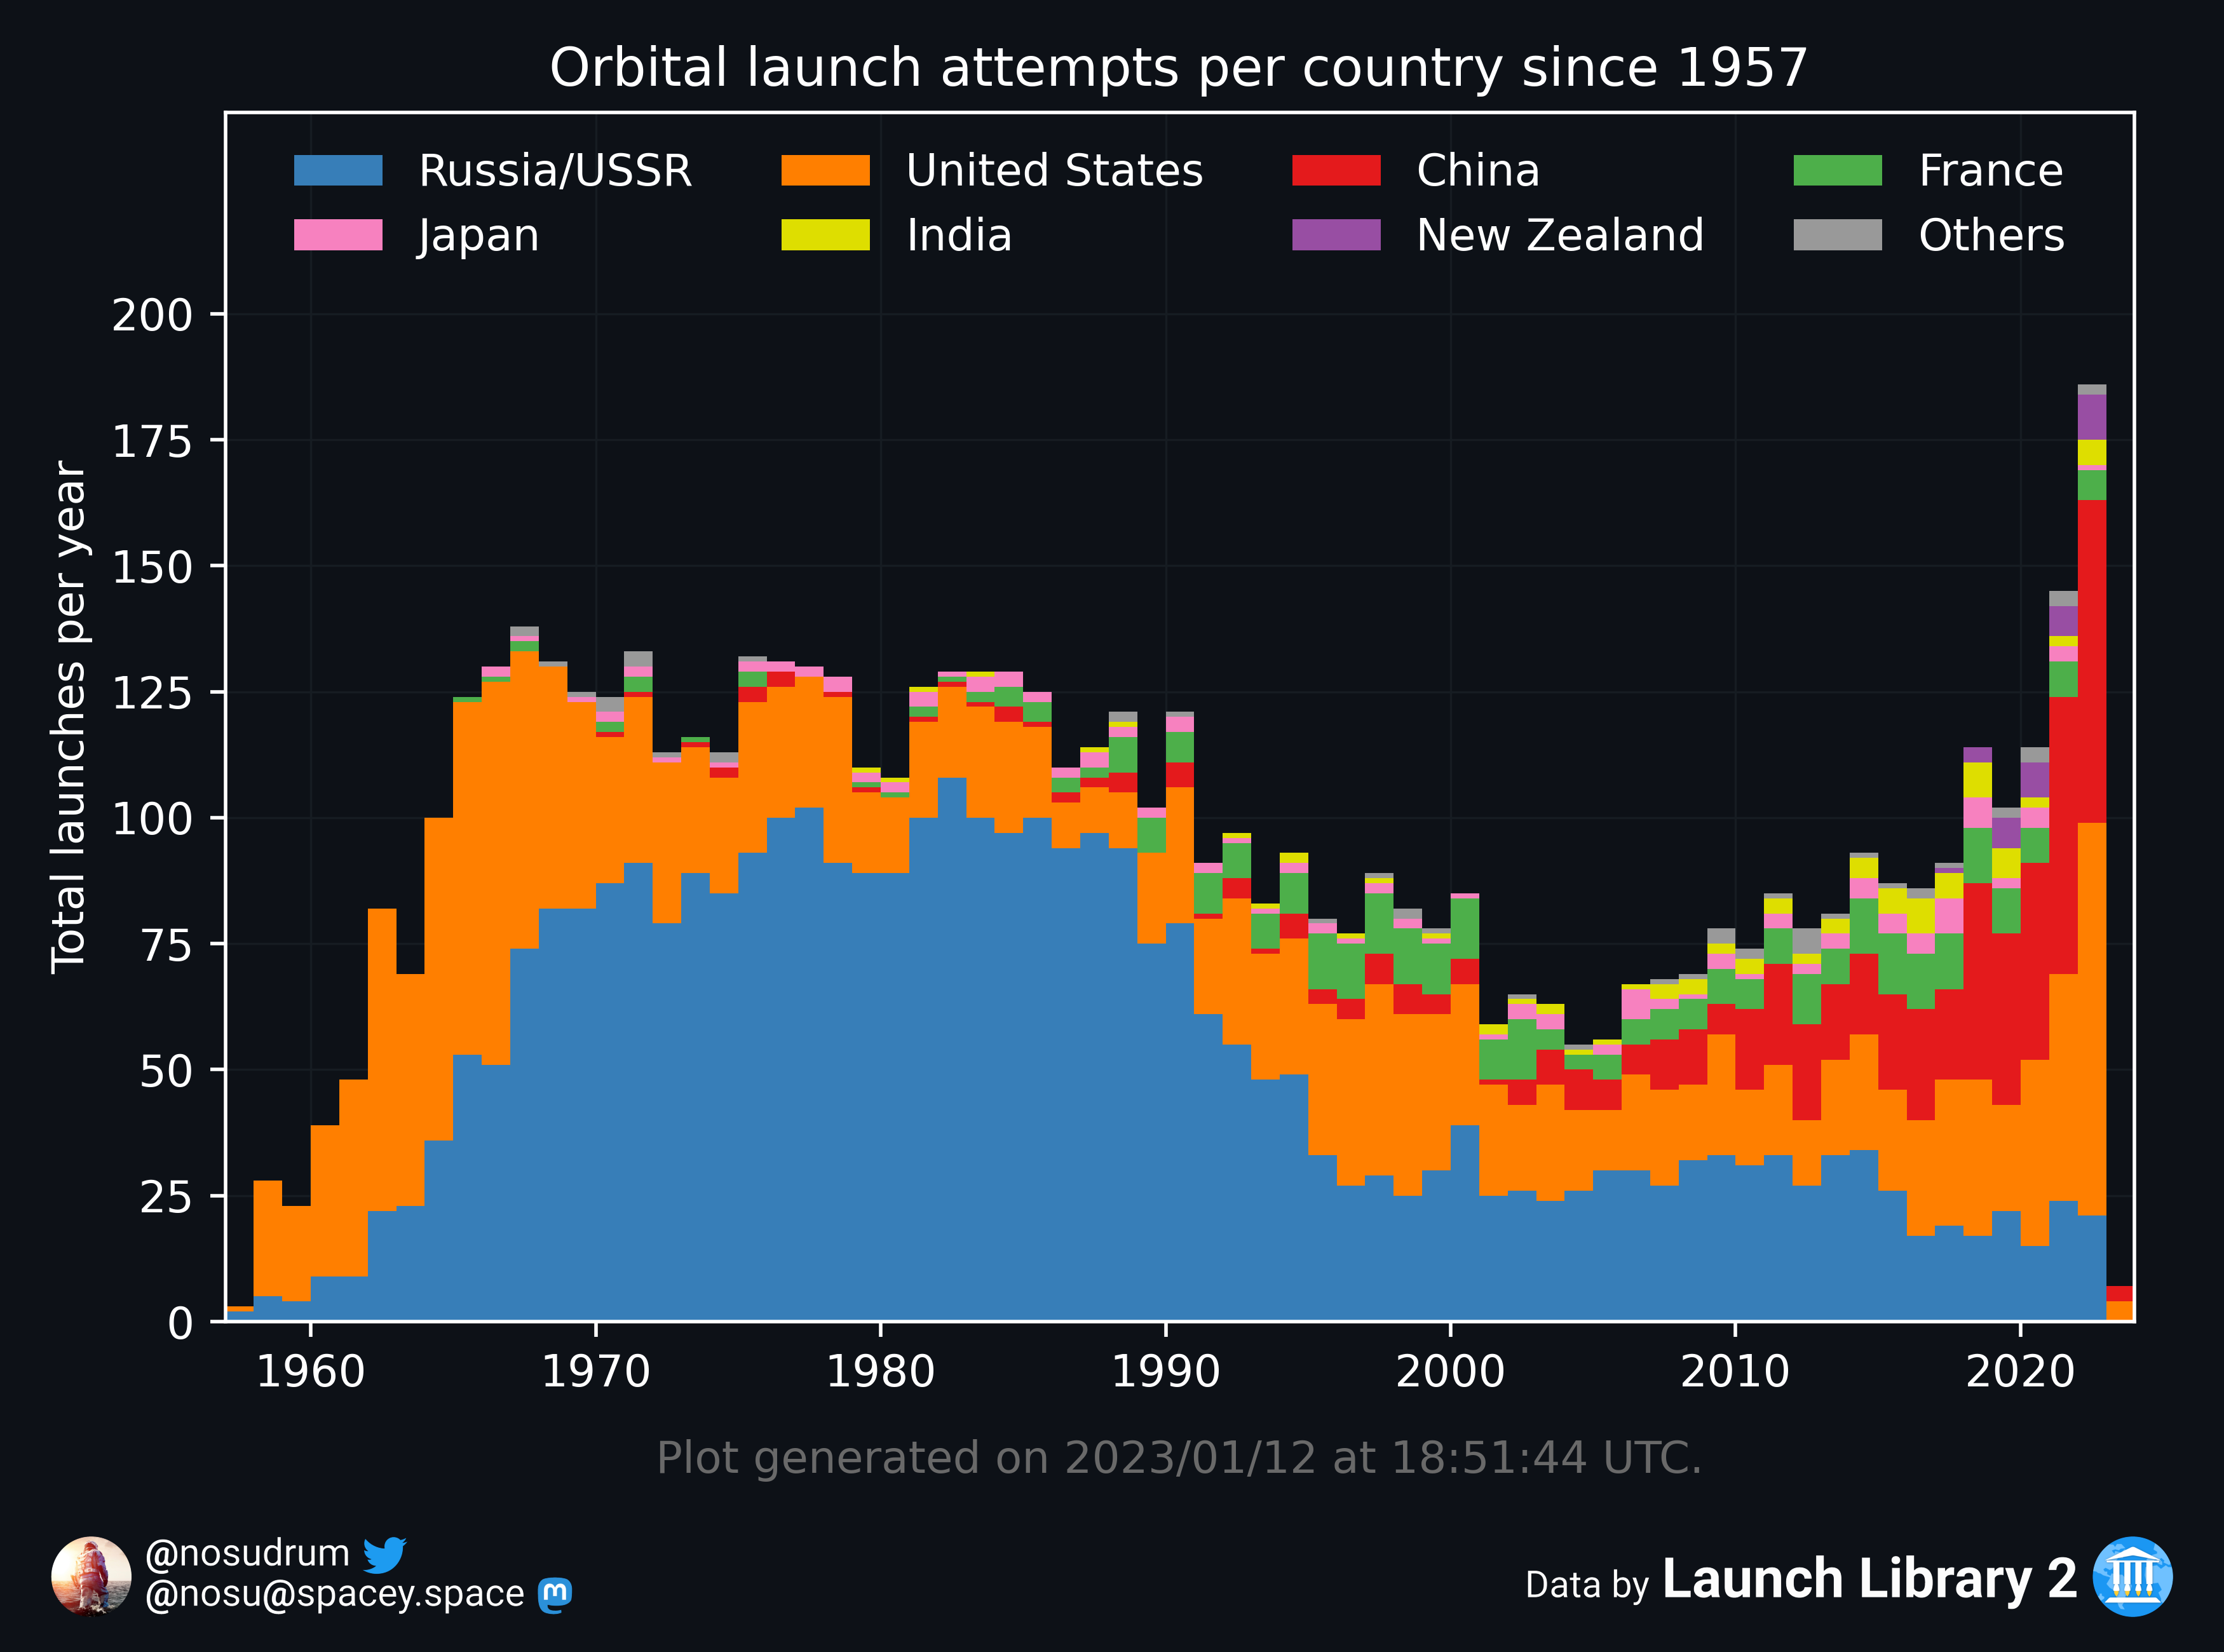 Orbital launch attempts per country since 1957
Russia/USSR United States China France
Japan India New Zealand Others
Total launches per year
200
175
150
125
100
75
50
25
0
1960 1970 1980 1990 2000 2010 2020
Plot generated on 2023/01/12 at 18:51:44 UTC.
@nosudrum
@nosu@spacey.space
Data by Launch Library 2